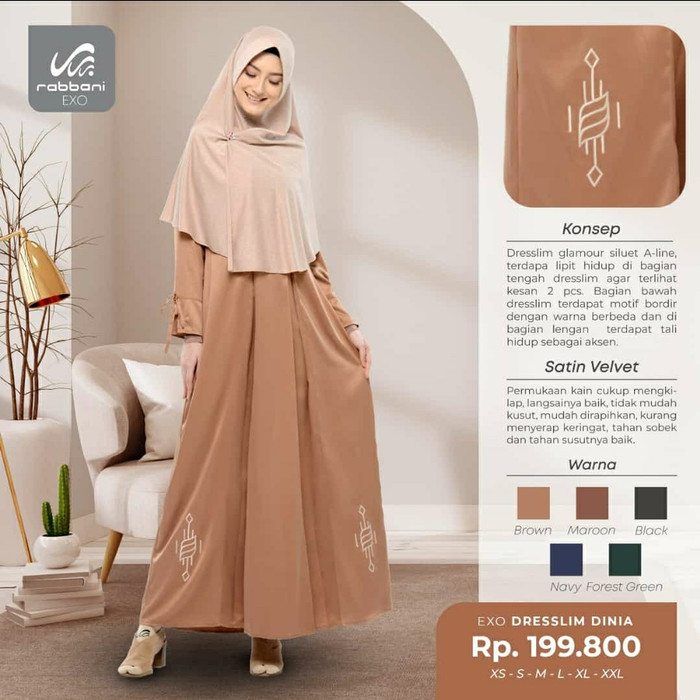 rabbani
EXO
Konsep
Dresslim glamour siluet A-line,
terdapa lipit hidup di bagian
tengah dresslim agar terlihat
kesan 2 pcs. Bagian bawah
dresslim terdapat motif bordir
dengan warna berbeda dan di
bagian lengan terdapat tali
hidup sebagai aksen.
Satin Velvet
Permukaan kain cukup mengki-
lap, langsainya baik, tidak mudah
kusut, mudah dirapihkan, kurang
menyerap keringat, tahan sobek
dan tahan susutnya baik.
Warna
Brown Maroon Black
Navy Forest Green
EXO DRESSLIM DINIA
Rp. 199.800
XS - S - M - L - XL - XXL